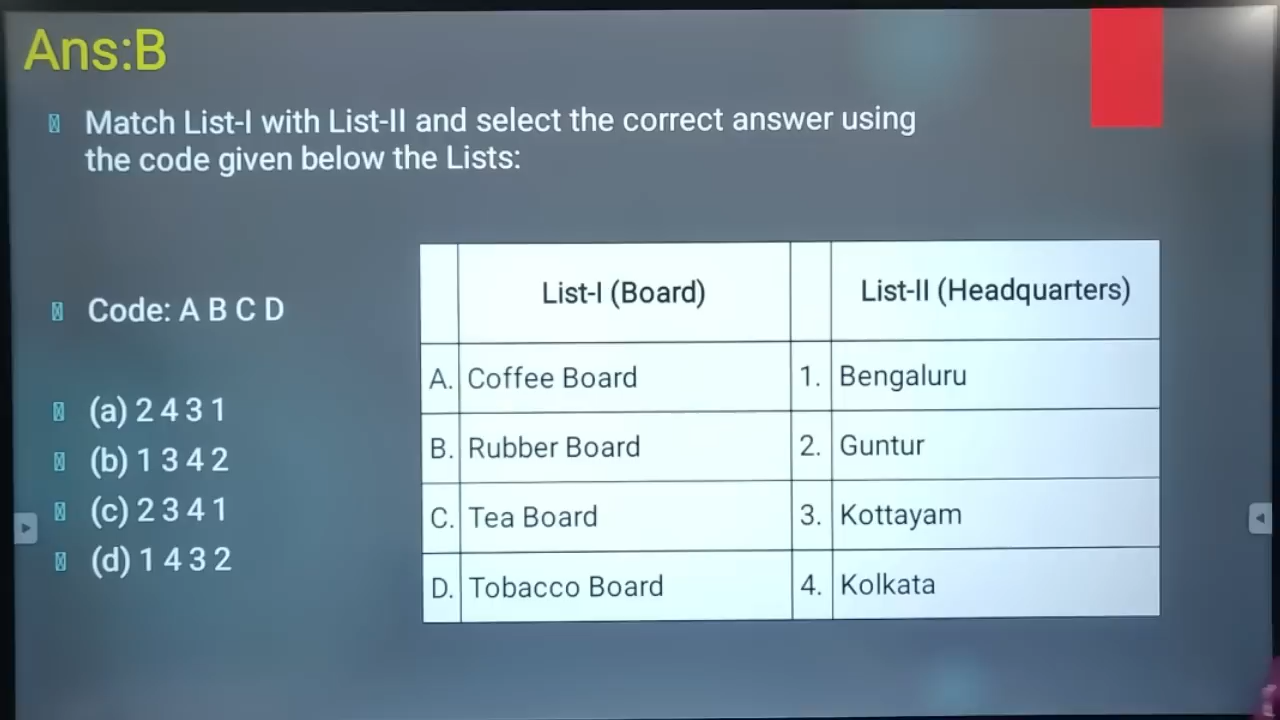 Ans:B
Match List-I with List-II and select the correct answer using
the code given below the Lists:
Code: A B C D
(a) 2 4 3 1
(b) 1 3 4 2
(c) 2 3 4 1
(d) 1 4 3 2
List-I (Board) List-II (Headquarters)
A. Coffee Board 1. Bengaluru
B. Rubber Board 2. Guntur
C. Tea Board 3. Kottayam
D. Tobacco Board 4. Kolkata